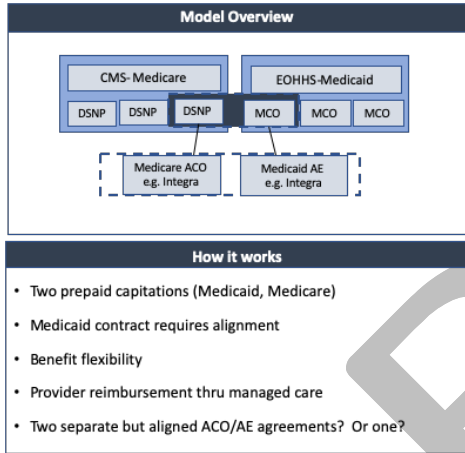 Model Overview
CMS- Medicare
EOHHS-Medicaid
DSNP
DSNP
DSNP
MCO
MCO
MCO
Medicare ACO
e.g. Integra
Medicaid AE
e.g. Integra
How it works
• Two prepaid capitations (Medicaid, Medicare)
• Medicaid contract requires alignment
• Benefit flexibility
• Provider reimbursement thru managed care
• Two separate but aligned ACO/AE agreements? Or one?